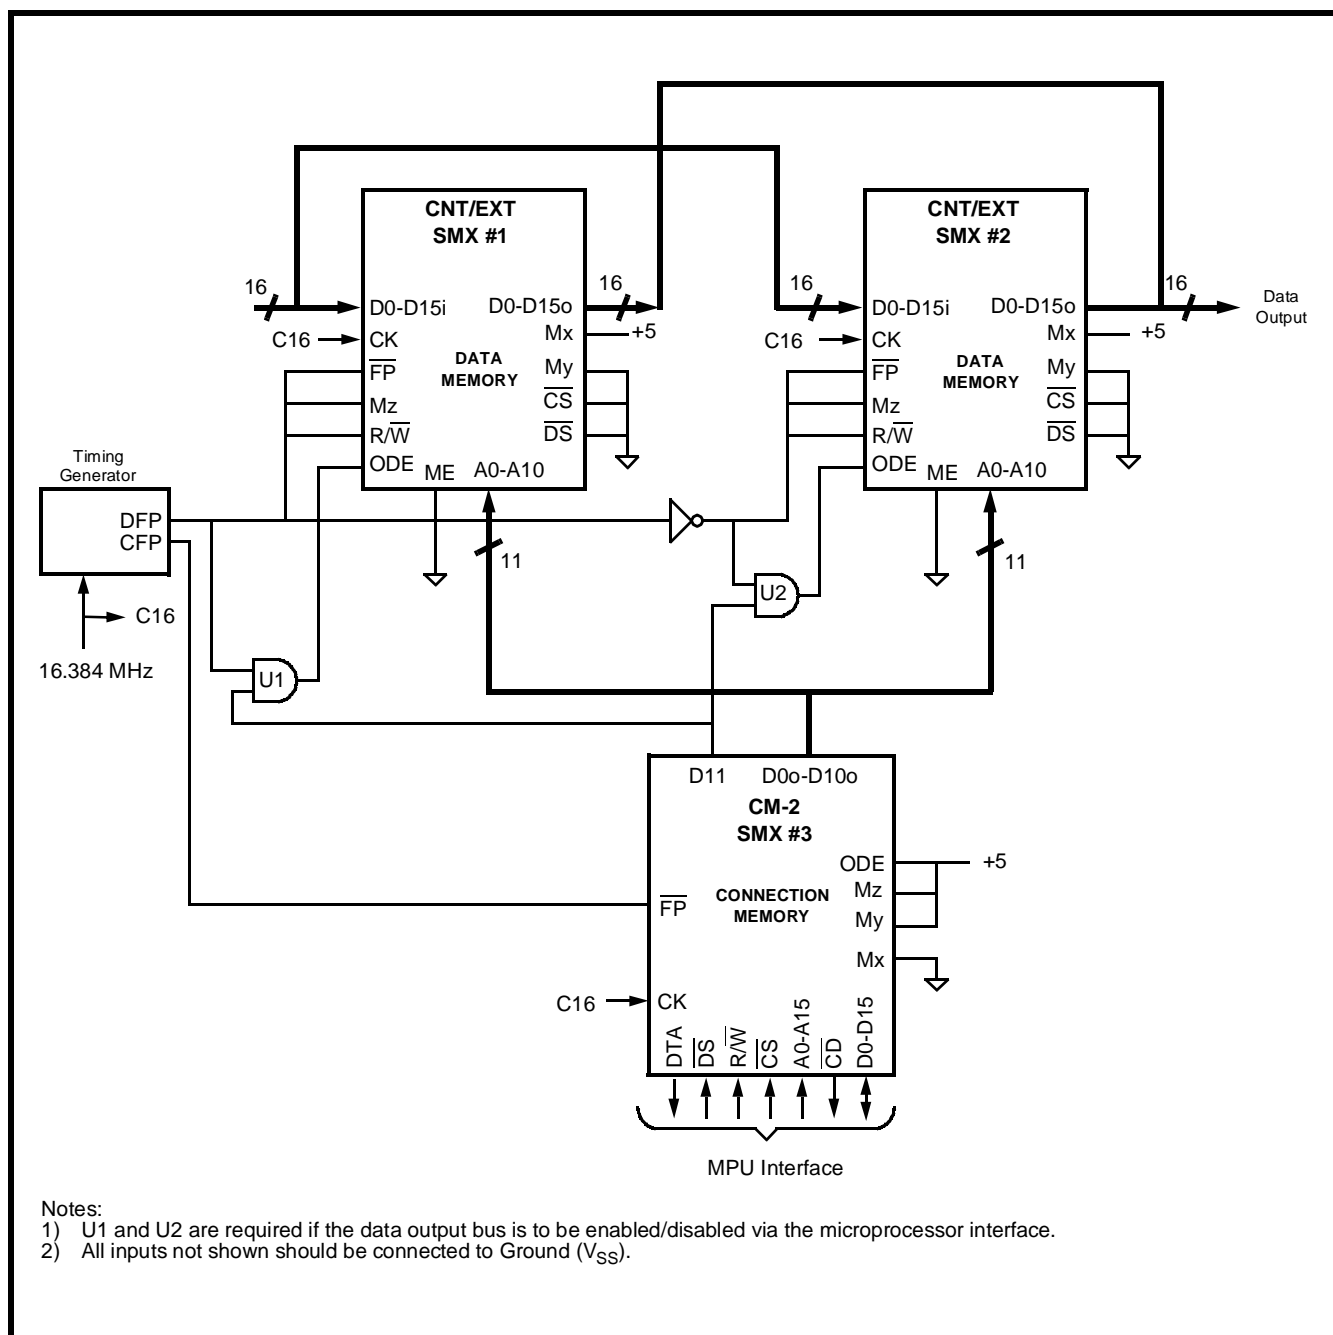 CNT/EXT
SMX #1
16
D0-D15i
D0-D15o
16
C16
CK
Mx
+5
DATA
MEMORY
FP
My
Mz
CS
R/W
DS
ODE
ME
A0-A10
11
CNT/EXT
SMX #2
16
D0-D15i
D0-D15o
16
Data
Output
C16
CK
Mx
+5
DATA
MEMORY
FP
My
Mz
CS
R/W
DS
ODE
ME
A0-A10
11
Timing
Generator
DFP
CFP
C16
16.384 MHz
U1
U2
D11
D0o-D10o
CM-2
SMX #3
ODE
+5
CONNECTION
MEMORY
Mz
FP
My
Mx
C16
CK
DTA
DS
R/W
CS
A0-A15
CD
D0-D15
MPU Interface
Notes:
1) U1 and U2 are required if the data output bus is to be enabled/disabled via the microprocessor interface.
2) All inputs not shown should be connected to Ground (VSS).